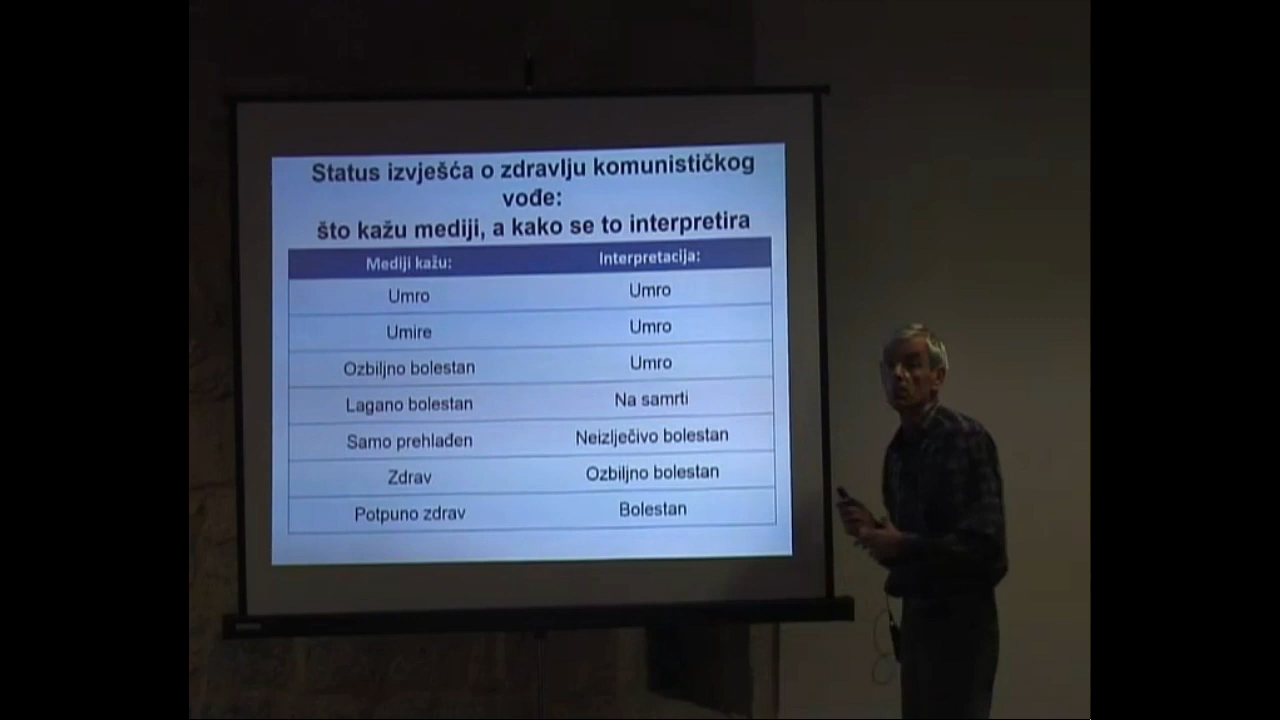 Status izvješća o zdravlju komunističkog
vođe:
što kažu mediji, a kako se to interpretira
Mediji kažu: Interpretacija:
Umro Umro
Umire Umro
Ozbiljno bolestan Umro
Lagano bolestan Na samrti
Samo prehlađen Neizlječivo bolestan
Zdrav Ozbiljno bolestan
Potpuno zdrav Bolestan